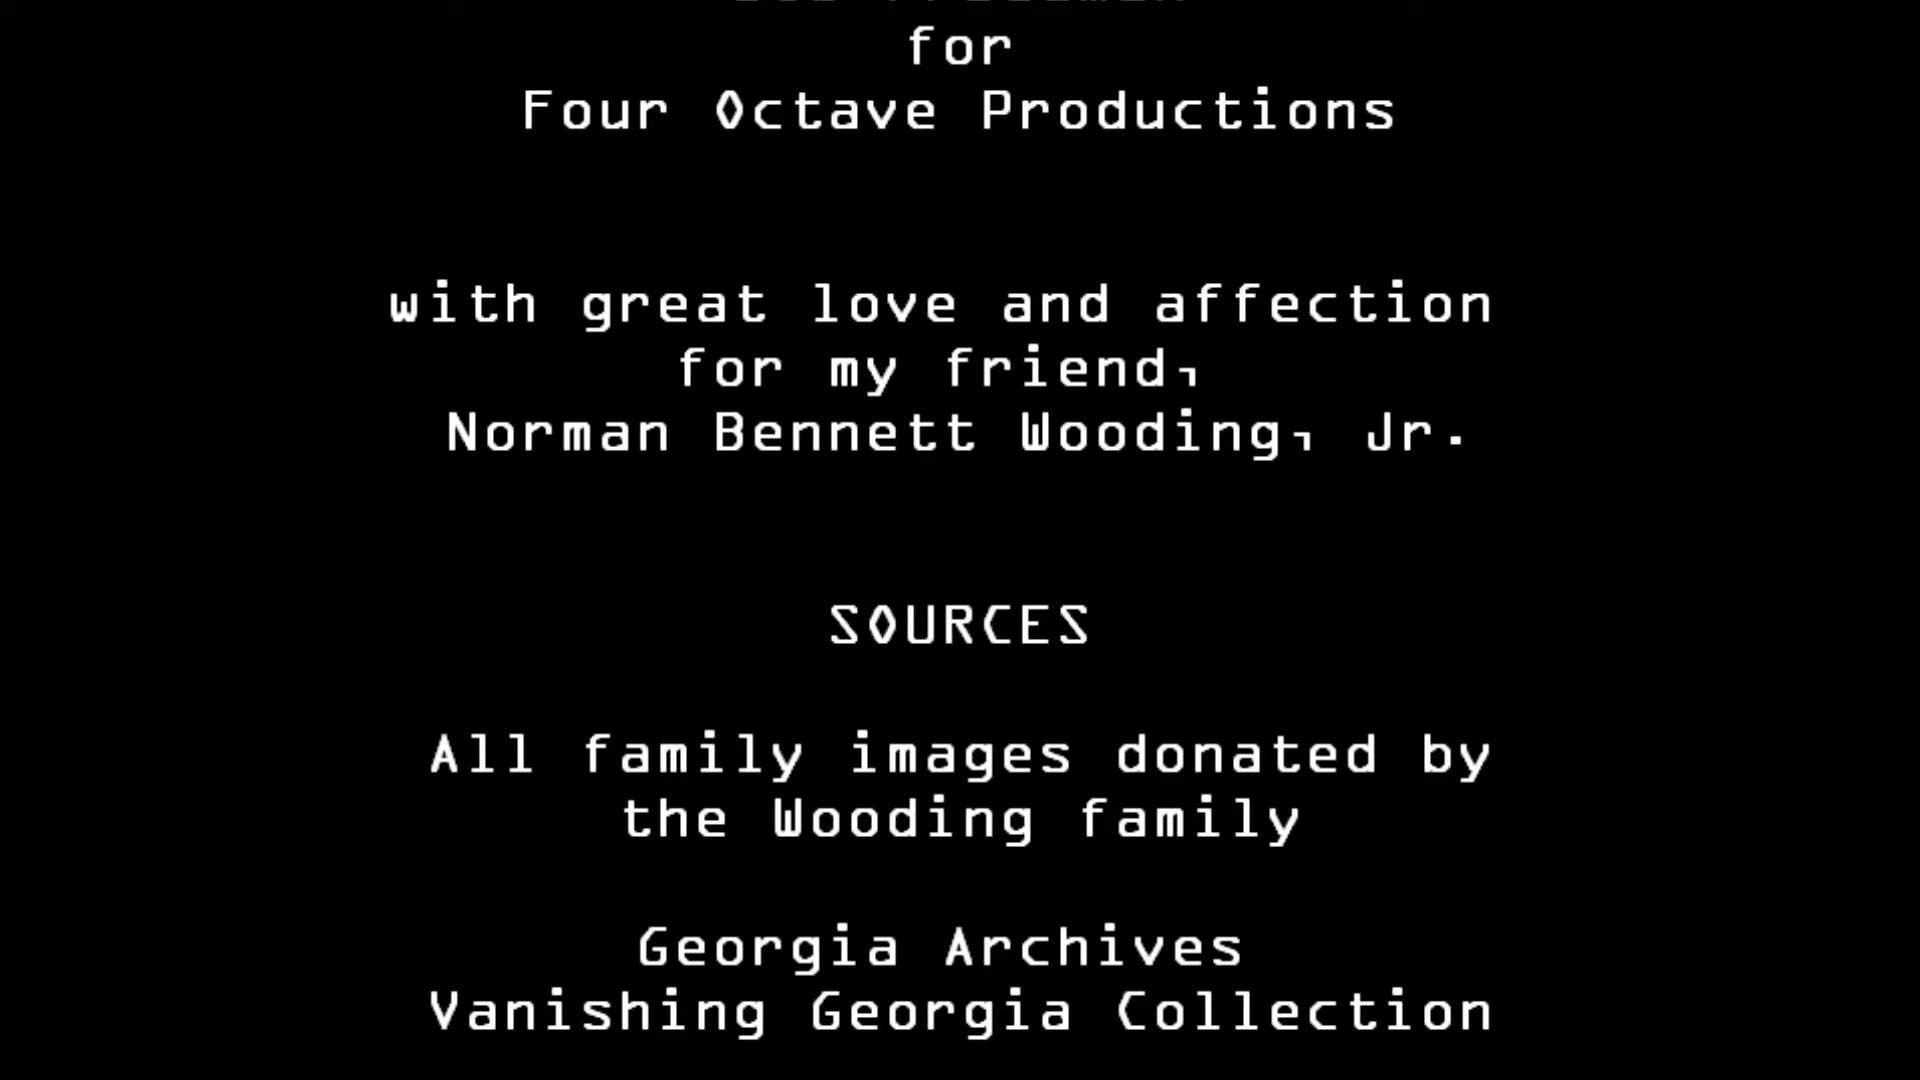 for
Four Octave Productions
with great love and affection
for my friend,
Norman Bennett Wooding, Jr.
SOURCES
All family images donated by
the Wooding family
Georgia Archives
Vanishing Georgia Collection